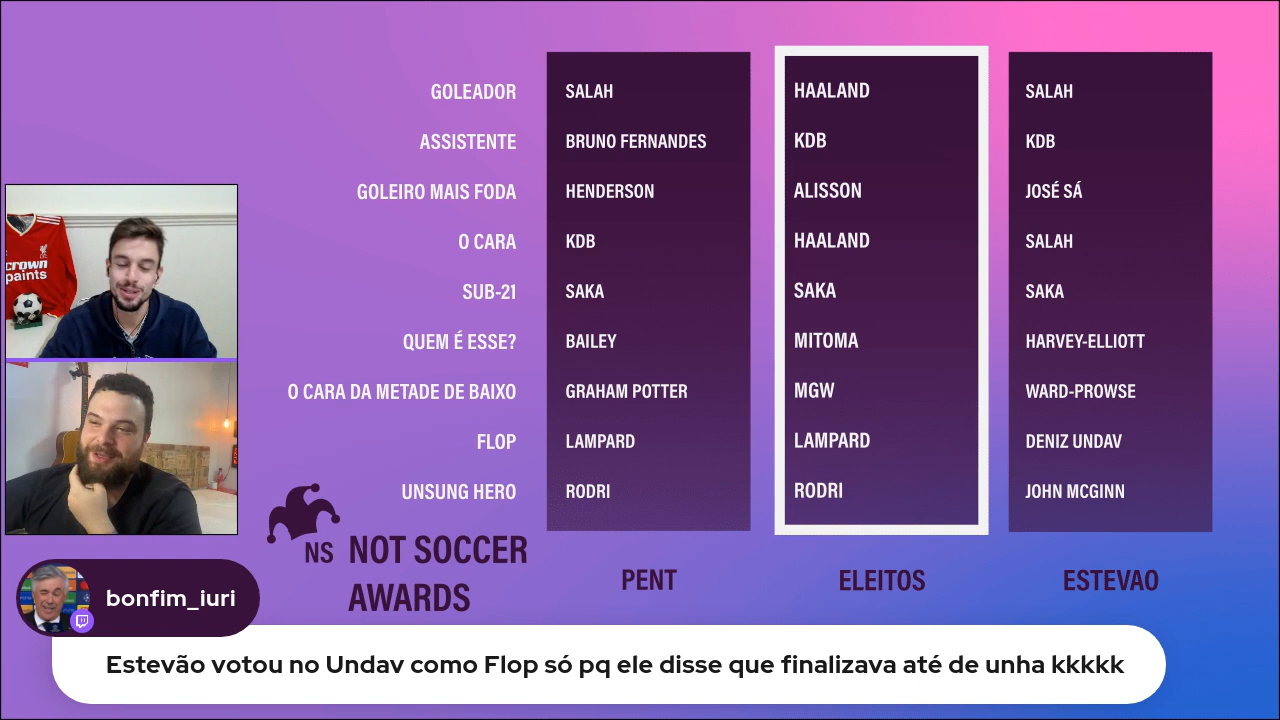 GOLEADOR SALAH HAALAND SALAH
ASSISTENTE BRUNO FERNANDES KDB KDB
GOLEIRO MAIS FODA HENDERSON ALISSON JOSÉ SÁ
O CARA KDB HAALAND SALAH
SUB-21 SAKA SAKA SAKA
QUEM É ESSE? BAILEY MITOMA HARVEY-ELLIOTT
O CARA DA METADE DE BAIXO GRAHAM POTTER MGW WARD-PROWSE
FLOP LAMPARD LAMPARD DENIZ UNDAV
UNSUNG HERO RODRI RODRI JOHN MCGINN
crown
paints
NS NOT SOCCER
AWARDS
PENT ELEITOS ESTEVAO
bonfim_iuri
Estevão votou no Undav como Flop só pq ele disse que finalizava até de unha kkkkk